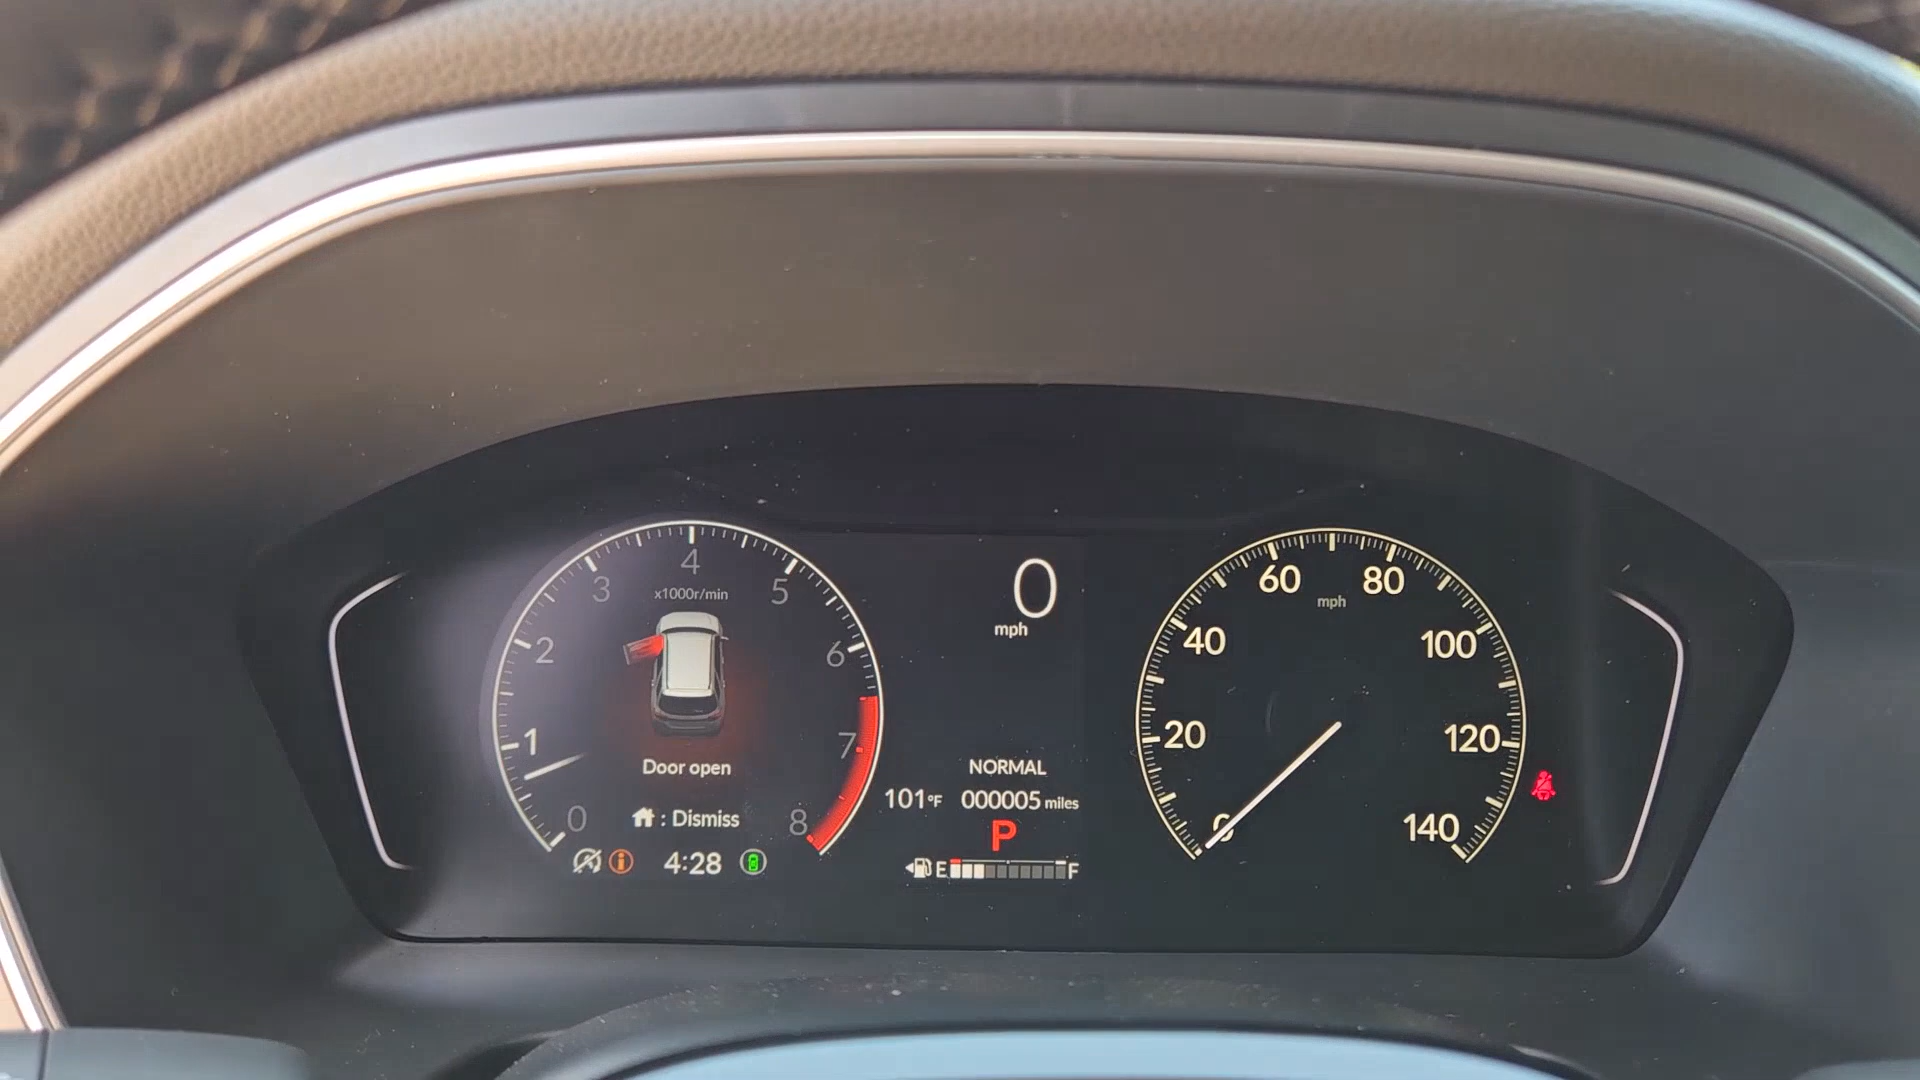 0 1 2 3 4 5 6 7 8
x1000r/min
Door open
: Dismiss
4:28
0
mph
NORMAL
101°F 000005 miles
P
E F
0 20 40 60 80 100 120 140
mph